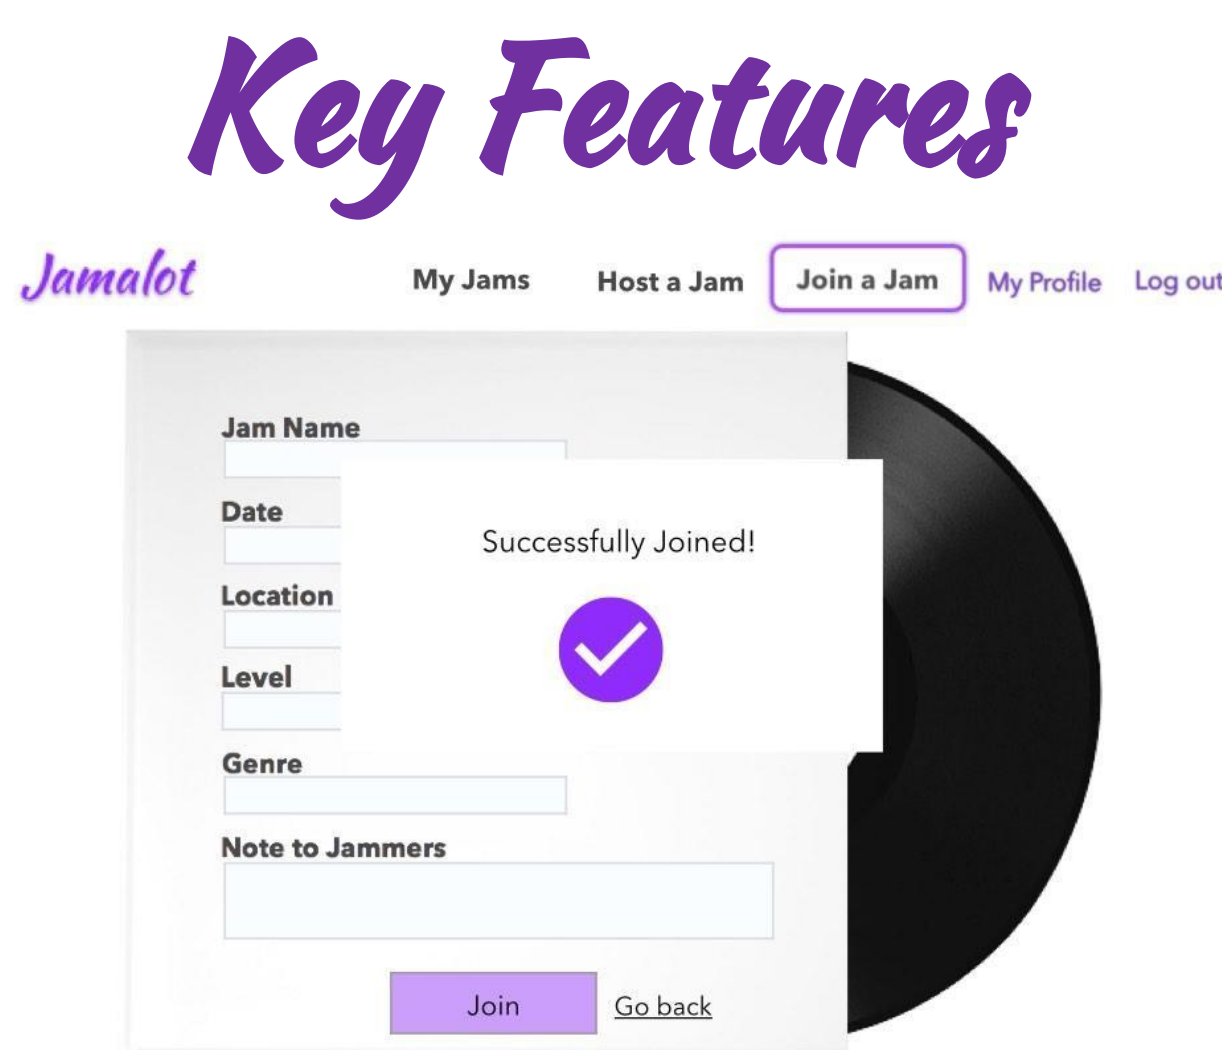 Key Features
Jamalot My Jams Host a Jam Join a Jam My Profile Log out
Jam Name
Date
Successfully Joined!
Location
Level
Genre
Note to Jammers
Join Go back